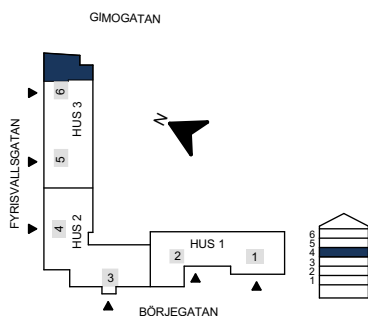 GIMOGATAN
N
FYRISVALLSGATAN
6
HUS 3
5
4
HUS 2
3
HUS 1
2
1
BÖRJEGATAN
6
5
4
3
2
1